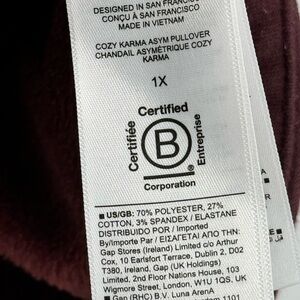 DESIGNED IN SAN FRANCISCO
CONÇU À SAN FRANCISCO
MADE IN VIETNAM
COZY KARMA ASYM PULLOVER
CHANDAIL ASYMÉTRIQUE COZY
KARMA
1X
Certified
Certifiée
B
Entreprise
Corporation
■ US/GB: 70% POLYESTER, 27%
COTTON, 3% SPANDEX / ELASTANE
DISTRIBUIDO POR / Imported
By/Importe Par / ΕΙΣΑΓΕΤΑΙ ΑΠΟ ΤΗΝ:
Gap Stores (Ireland) Limited c/o Arthur
Cox, 10 Earlsfort Terrace, Dublin 2, D02
T380, Ireland, Gap (UK Holdings)
Limited, 2nd Floor Nations House, 103
Wigmore Street, London, W1U 1QS
■ Gap (RHC) B.V. Luna ArenA
1101